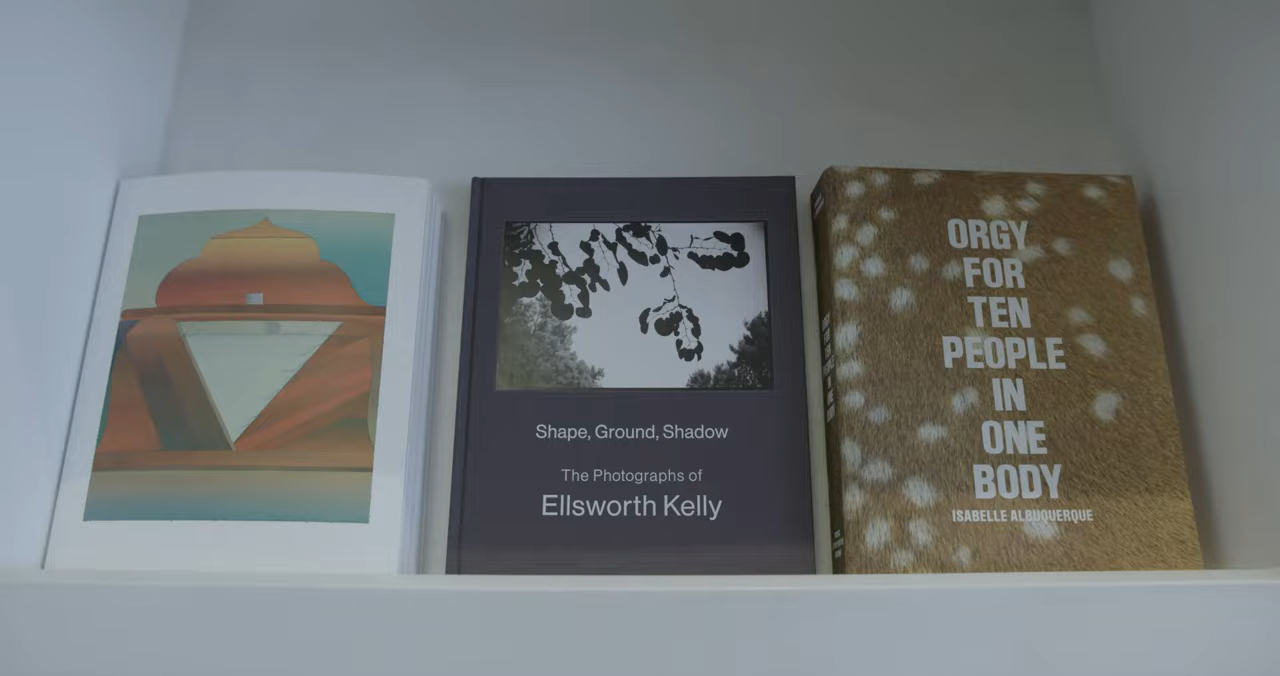 Shape, Ground, Shadow
The Photographs of
Ellsworth Kelly
ORGY
FOR
TEN
PEOPLE
IN
ONE
BODY
ISABELLE ALBUQUERQUE